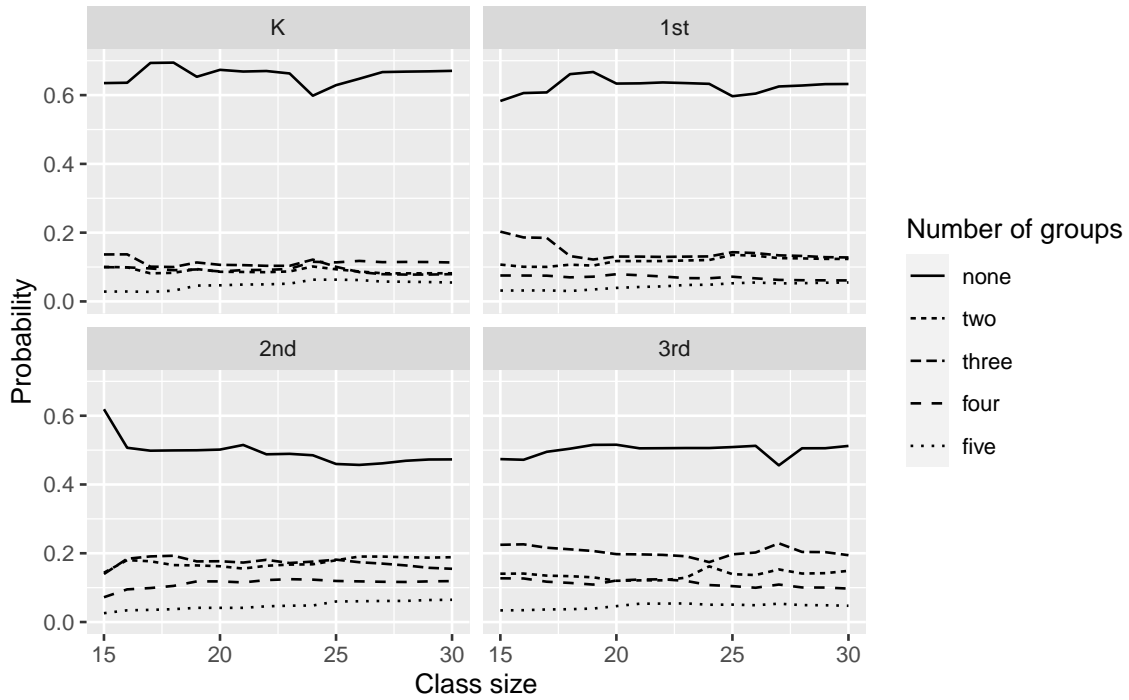 K
1st
0.6
0.4
0.2
0.0
2nd
3rd
0.6
0.4
0.2
0.0
15 20 25 30 15 20 25 30
Class size
Probability
Number of groups
none
two
three
four
five